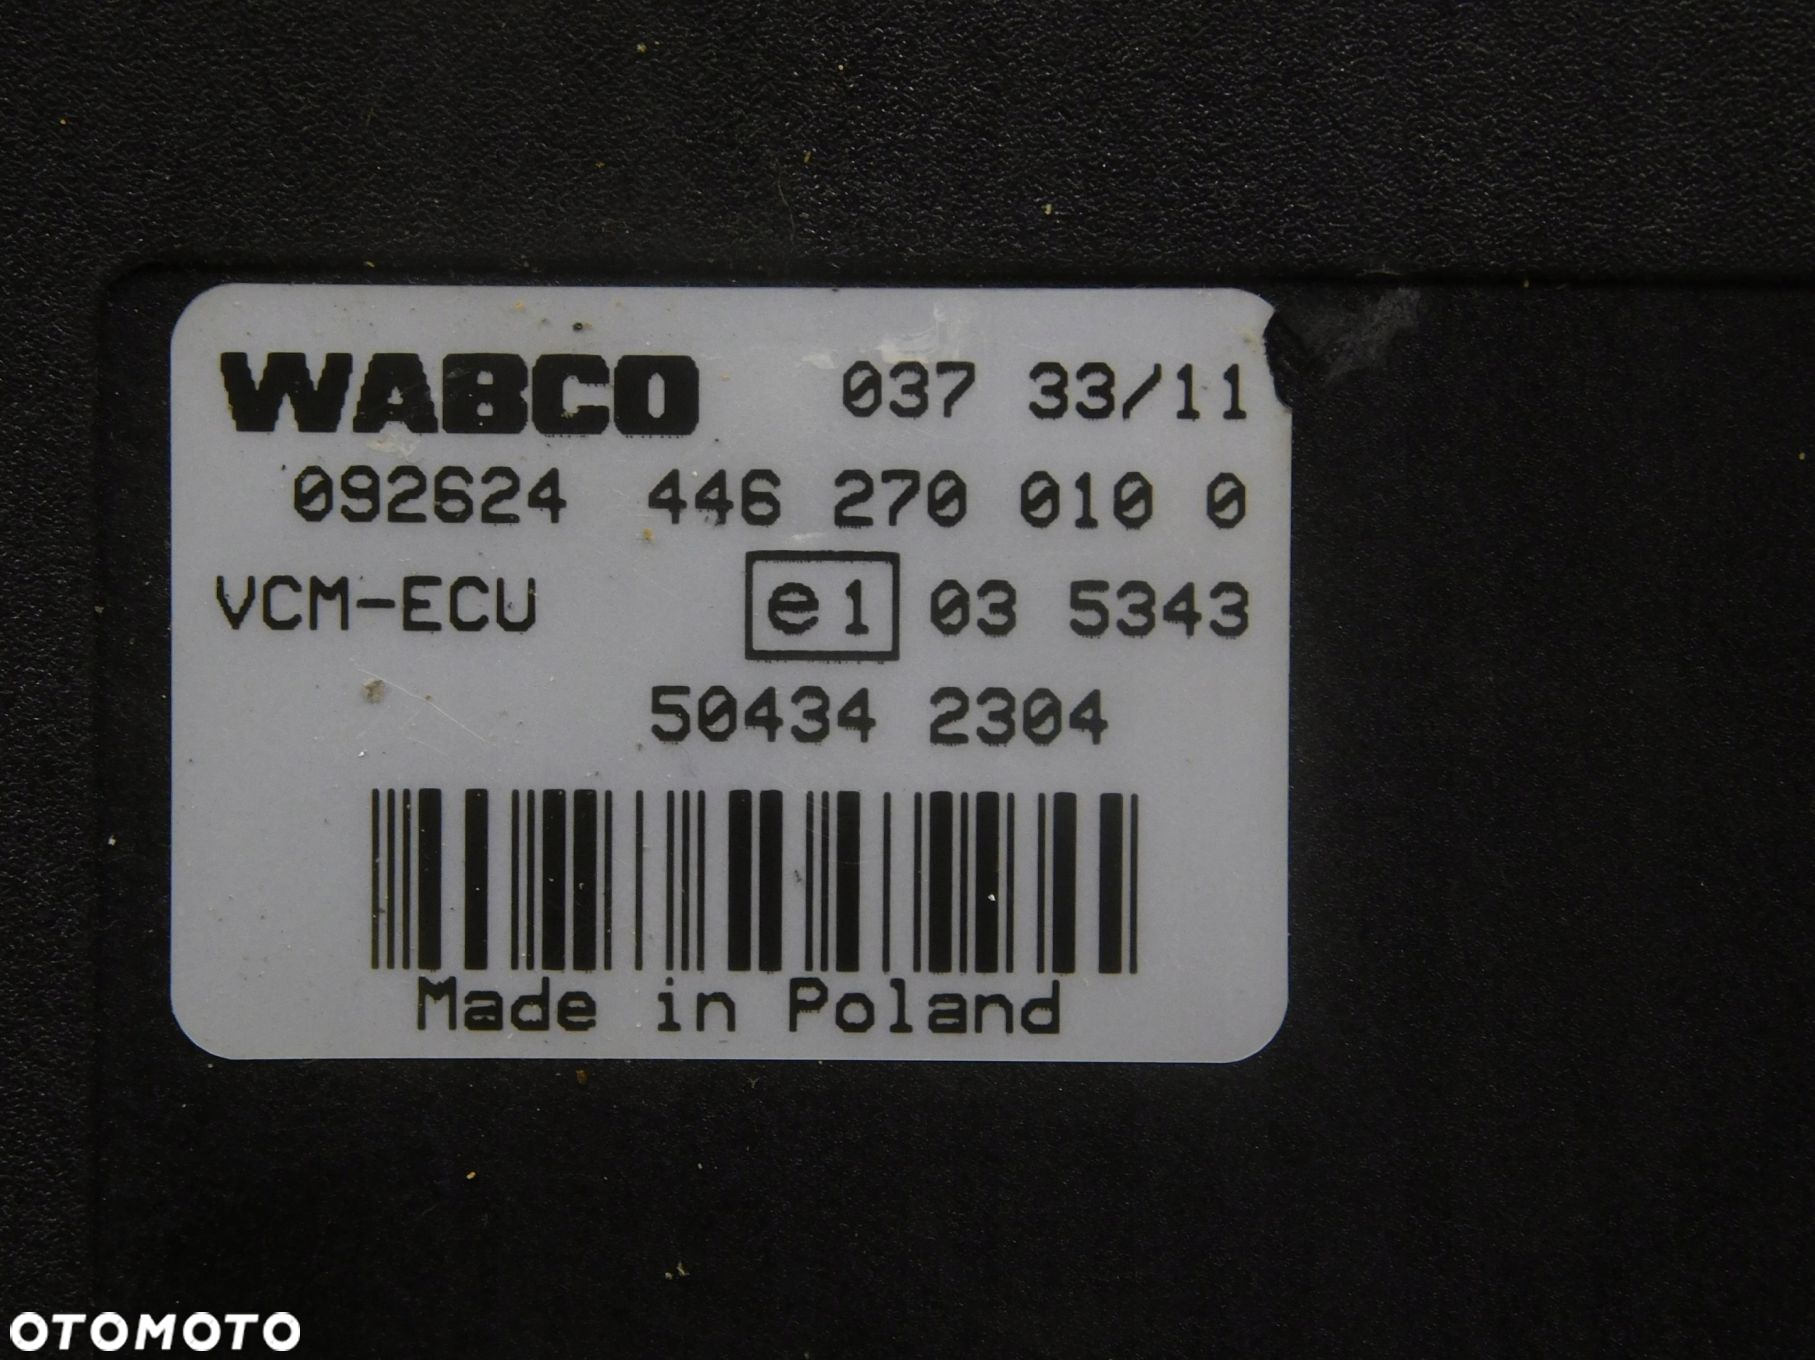 WABCO 037 33/11
092624 446 270 010 0
VCM-ECU e1 03 5343
50434 2304
Made in Poland
OTOMOTO